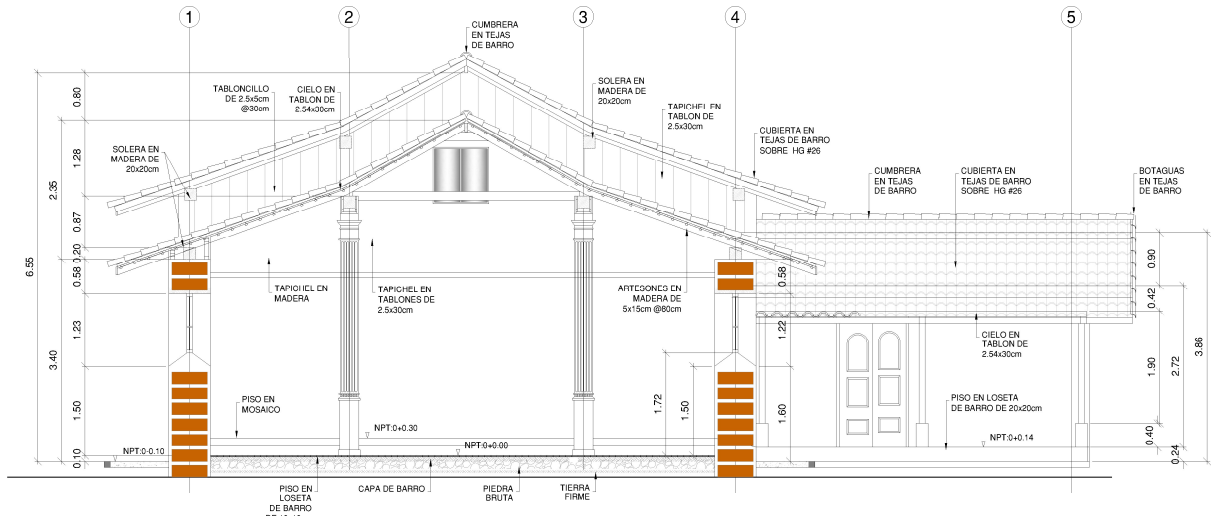 1
2
3
4
5
CUMBRERA
EN TEJAS
DE BARRO
TABLONCILLO
DE 2.5x5cm
@30cm
CIELO EN
TABLON DE
2.54x30cm
SOLERA EN
MADERA DE
20x20cm
TAPICHEL EN
TABLON DE
2.5x30cm
CUBIERTA EN
TEJAS DE BARRO
SOBRE HG #26
SOLERA EN
MADERA DE
20x20cm
CUMBRERA
EN TEJAS
DE BARRO
CUBIERTA EN
TEJAS DE BARRO
SOBRE HG #26
BOTAGUAS
EN TEJAS
DE BARRO
0.80
1.28
2.35
0.87
0.20
0.58
6.55
1.23
3.40
1.50
0.10
TAPICHEL EN
MADERA
TAPICHEL EN
TABLONES DE
2.5x30cm
ARTESONES EN
MADERA DE
5x15cm @60cm
0.58
1.22
1.72
1.50
1.60
0.90
0.42
1.90
2.72
3.86
0.40
0.24
CIELO EN
TABLON DE
2.54x30cm
PISO EN
MOSAICO
PISO EN LOSETA
DE BARRO DE 20x20cm
NPT:0+0.30
NPT:0-0.10
NPT:0+0.00
NPT:0+0.14
PISO EN
LOSETA
DE BARRO
CAPA DE BARRO
PIEDRA
BRUTA
TIERRA
FIRME